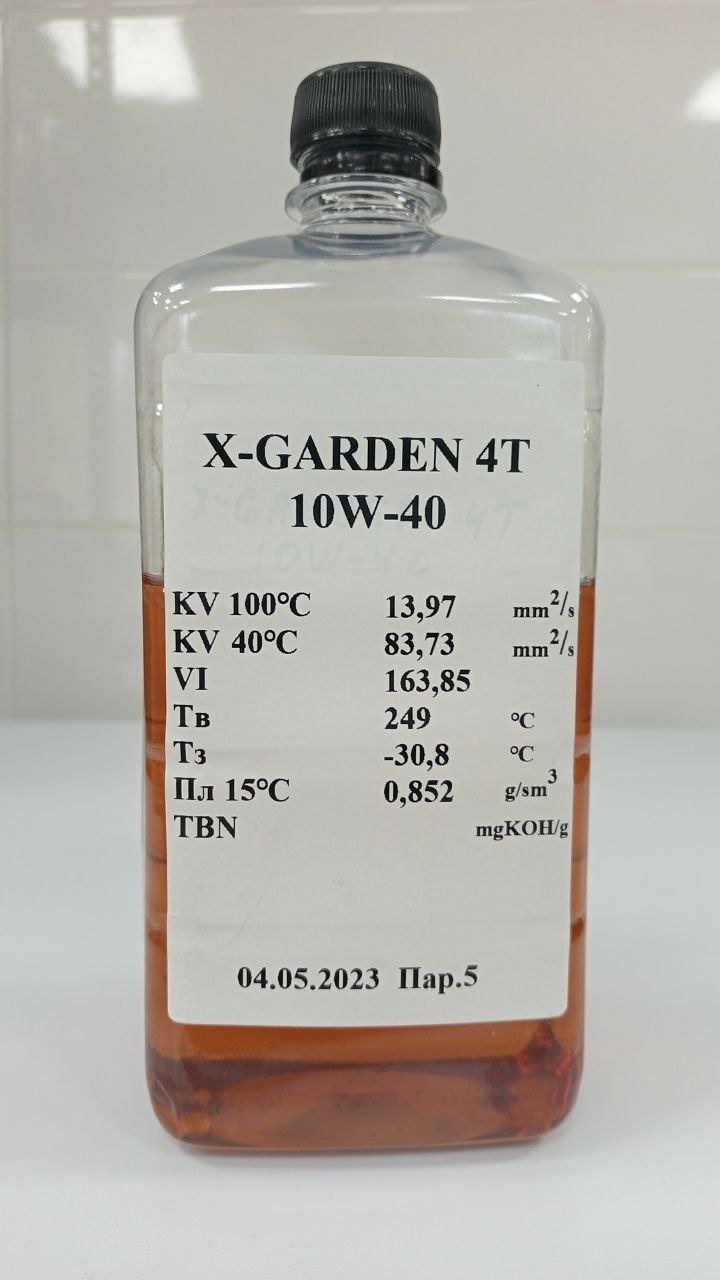 X-GARDEN 4T
10W-40
KV 100°C 13,97 mm²/s
KV 40°C 83,73 mm²/s
VI 163,85
Тв 249 °C
Тз -30,8 °C
Пл 15°C 0,852 g/sm³
TBN mgKOH/g
04.05.2023 Пар.5